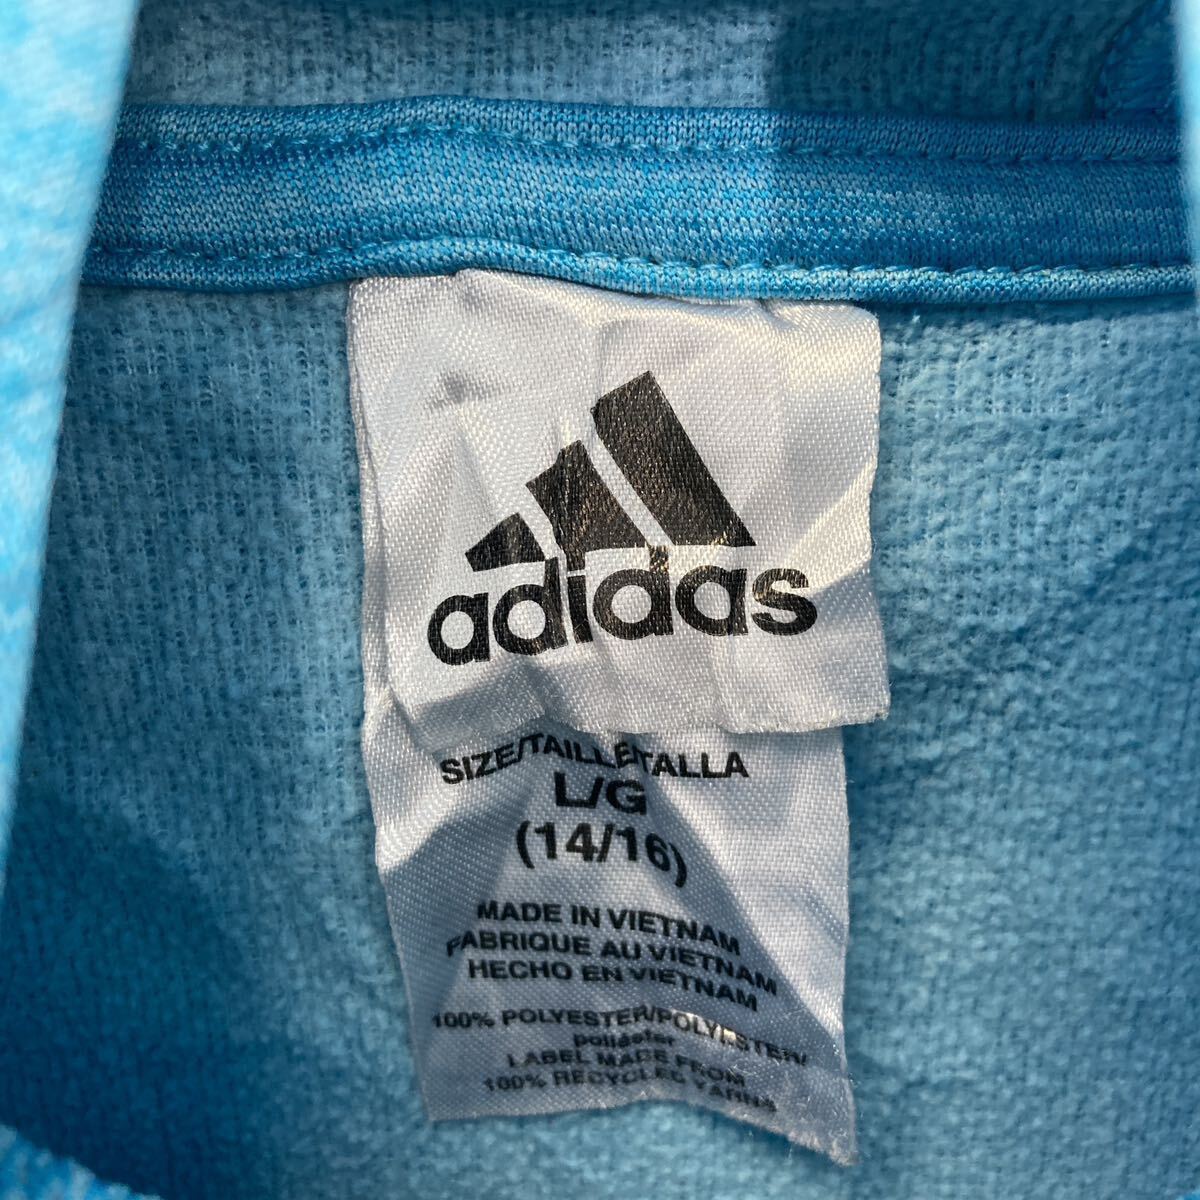 adidas
SIZE/TAILLE/TALLA
L/G
(14/16)
MADE IN VIETNAM
FABRIQUE AU VIETNAM
HECHO EN VIETNAM
100% POLYESTER/POLYESTER/
poliéster
LABEL MADE FROM
100% RECYCLED YARNS